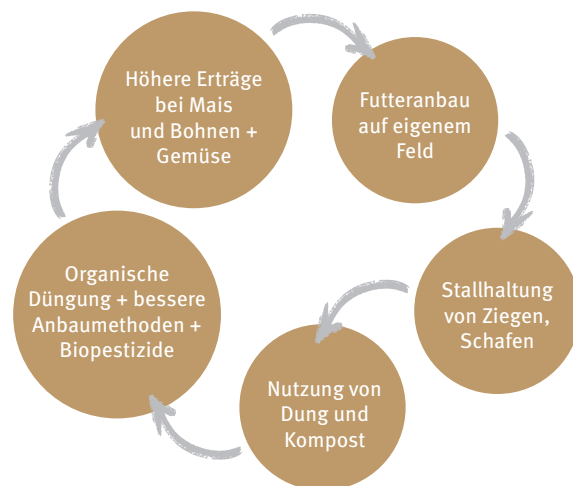 Höhere Erträge
bei Mais
und Bohnen +
Gemüse
Futteranbau
auf eigenem
Feld
Stallhaltung
von Ziegen,
Schafen
Nutzung von
Dung und
Kompost
Organische
Düngung + bessere
Anbaumethoden +
Biopestizide